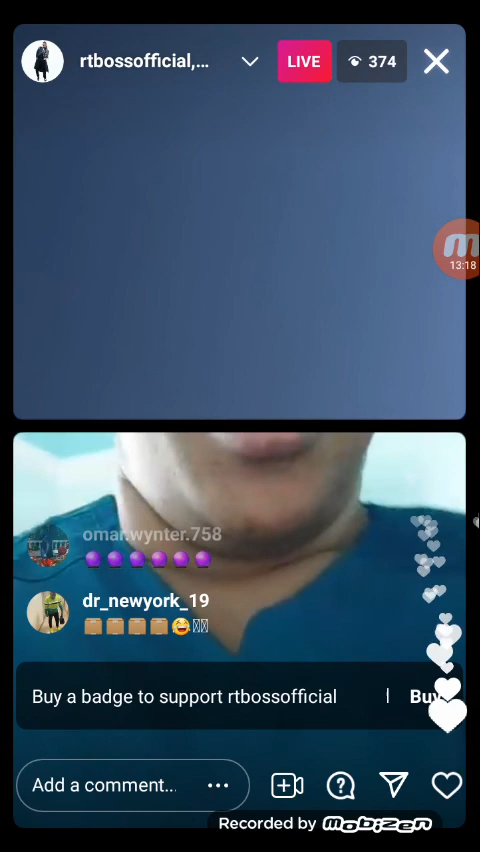 rtbossofficial,...
LIVE
374
13:18
omar.wynter.758
dr_newyork_19
Buy a badge to support rtbossofficial
Buy
Add a comment...
Recorded by mobizen